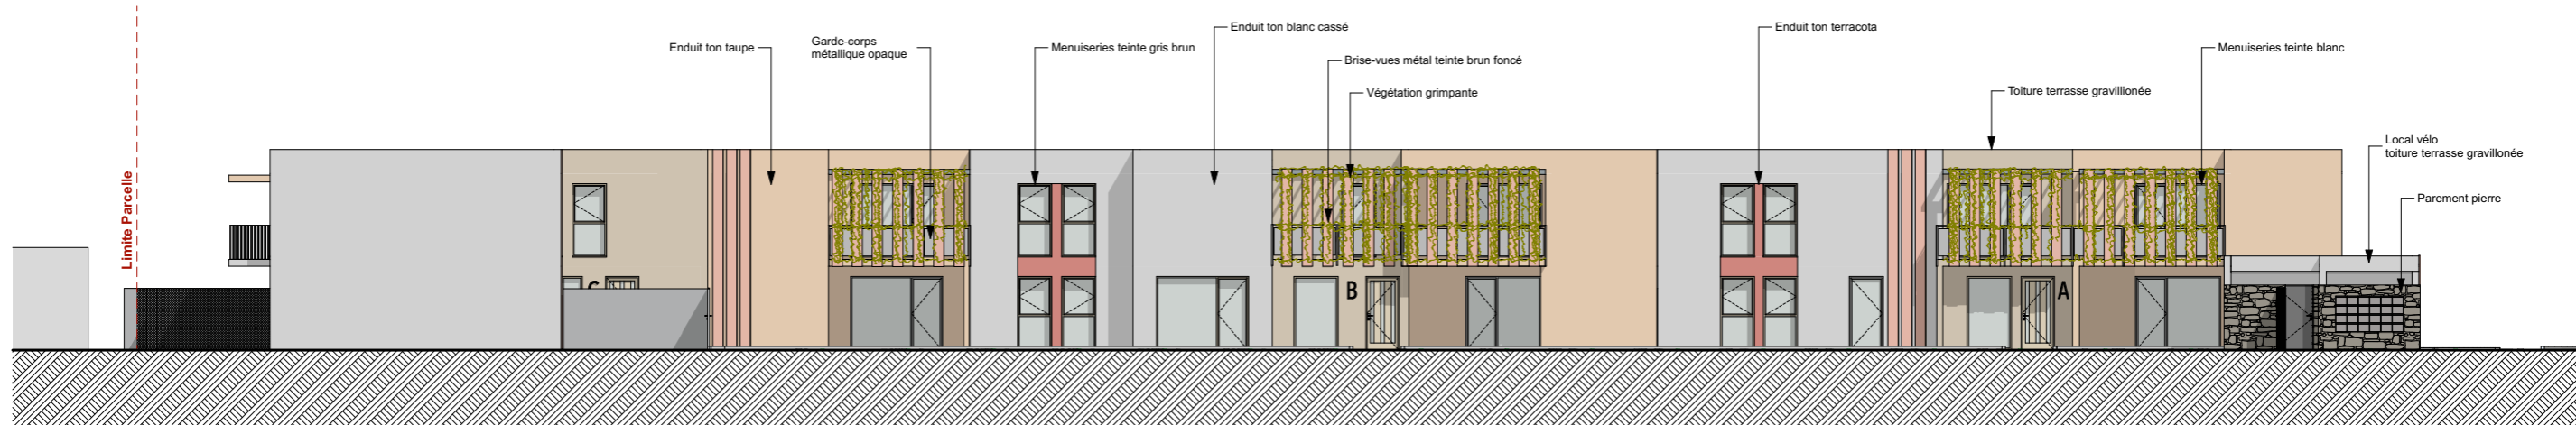 Enduit ton blanc cassé
Enduit ton terracota
Enduit ton taupe
Garde-corps
métallique opaque
Menuiseries teinte gris brun
Menuiseries teinte blanc
Brise-vues métal teinte brun foncé
Végétation grimpante
Toiture terrasse gravillionée
Local vélo
toiture terrasse gravillonée
Parement pierre
Limite Parcelle
C
B
A